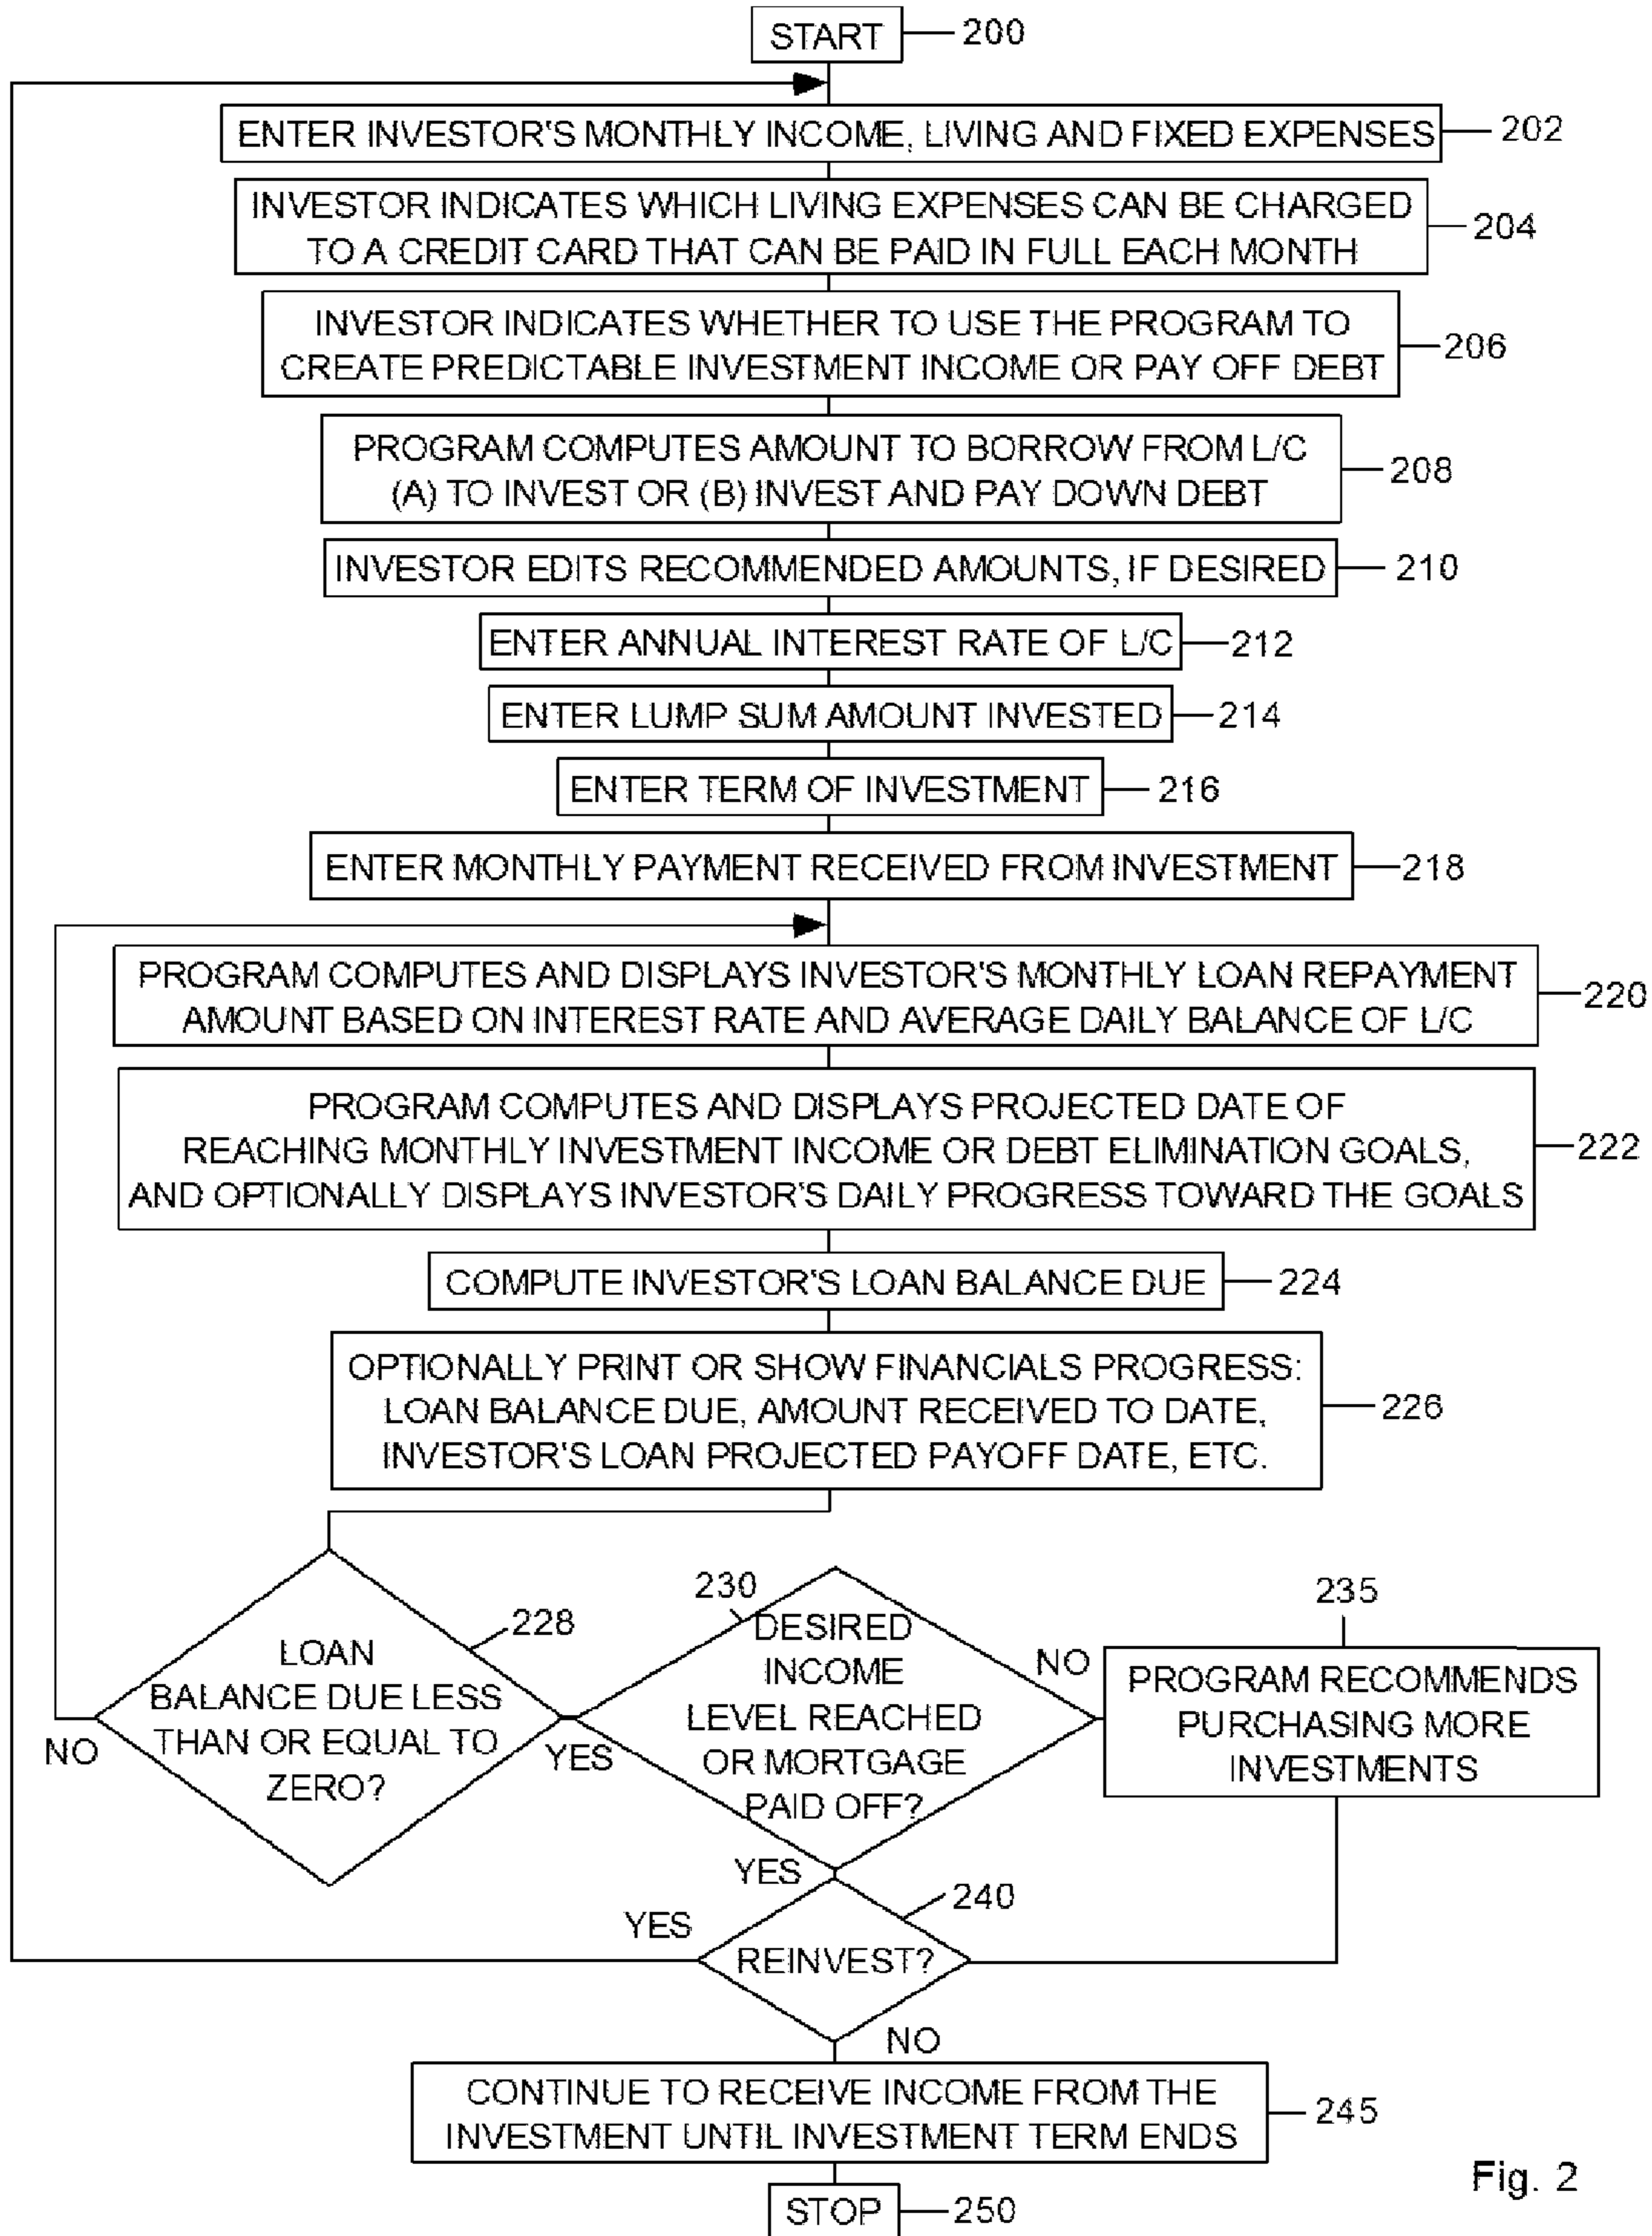 START
200
ENTER INVESTOR'S MONTHLY INCOME, LIVING AND FIXED EXPENSES
202
INVESTOR INDICATES WHICH LIVING EXPENSES CAN BE CHARGED
TO A CREDIT CARD THAT CAN BE PAID IN FULL EACH MONTH
204
INVESTOR INDICATES WHETHER TO USE THE PROGRAM TO
CREATE PREDICTABLE INVESTMENT INCOME OR PAY OFF DEBT
206
PROGRAM COMPUTES AMOUNT TO BORROW FROM L/C
(A) TO INVEST OR (B) INVEST AND PAY DOWN DEBT
208
INVESTOR EDITS RECOMMENDED AMOUNTS, IF DESIRED
210
ENTER ANNUAL INTEREST RATE OF L/C
212
ENTER LUMP SUM AMOUNT INVESTED
214
ENTER TERM OF INVESTMENT
216
ENTER MONTHLY PAYMENT RECEIVED FROM INVESTMENT
218
PROGRAM COMPUTES AND DISPLAYS INVESTOR'S MONTHLY LOAN REPAYMENT
AMOUNT BASED ON INTEREST RATE AND AVERAGE DAILY BALANCE OF L/C
220
PROGRAM COMPUTES AND DISPLAYS PROJECTED DATE OF
REACHING MONTHLY INVESTMENT INCOME OR DEBT ELIMINATION GOALS,
AND OPTIONALLY DISPLAYS INVESTOR'S DAILY PROGRESS TOWARD THE GOALS
222
COMPUTE INVESTOR'S LOAN BALANCE DUE
224
OPTIONALLY PRINT OR SHOW FINANCIALS PROGRESS:
LOAN BALANCE DUE, AMOUNT RECEIVED TO DATE,
INVESTOR'S LOAN PROJECTED PAYOFF DATE, ETC.
226
LOAN
BALANCE DUE LESS
THAN OR EQUAL TO
ZERO?
228
NO
YES
230
DESIRED
INCOME
LEVEL REACHED
OR MORTGAGE
PAID OFF?
NO
YES
235
PROGRAM RECOMMENDS
PURCHASING MORE
INVESTMENTS
240
YES
REINVEST?
NO
CONTINUE TO RECEIVE INCOME FROM THE
INVESTMENT UNTIL INVESTMENT TERM ENDS
245
STOP
250
Fig. 2